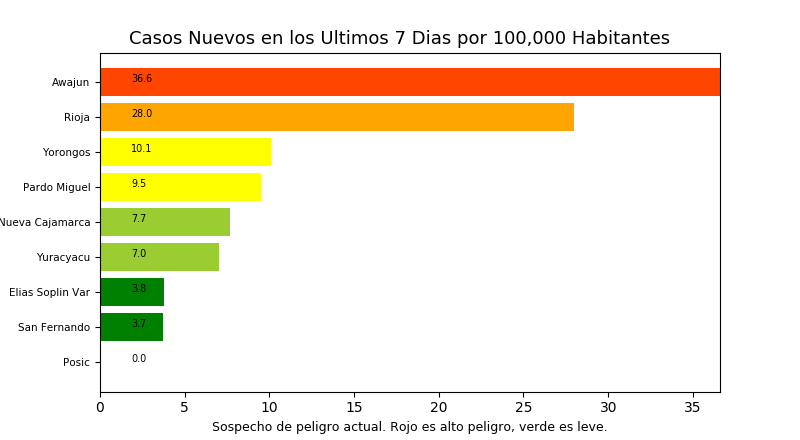 Casos Nuevos en los Ultimos 7 Dias por 100,000 Habitantes
Awajun 36.6
Rioja 28.0
Yorongos 10.1
Pardo Miguel 9.5
Nueva Cajamarca 7.7
Yuracyacu 7.0
Elias Soplin Var 3.8
San Fernando 3.7
Posic 0.0
0 5 10 15 20 25 30 35
Sospecho de peligro actual. Rojo es alto peligro, verde es leve.